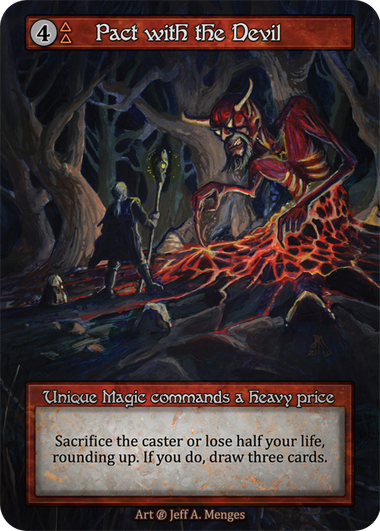 4 Pact with the Devil
Unique Magic commands a Heavy price
Sacrifice the caster or lose half your life,
rounding up. If you do, draw three cards.
Art @ Jeff A. Menges